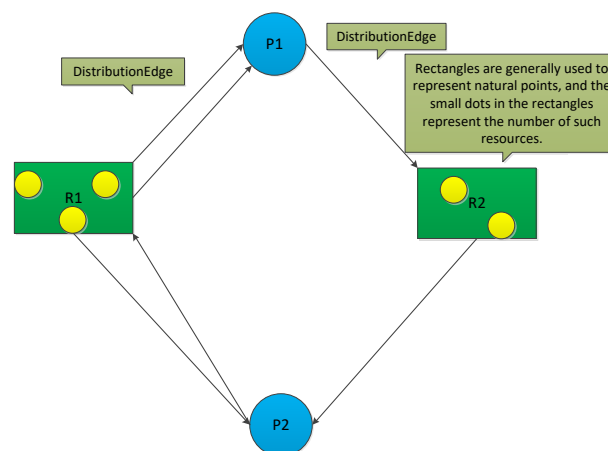 P1
DistributionEdge
DistributionEdge
Rectangles are generally used to
represent natural points, and the
small dots in the rectangles
represent the number of such
resources.
R1
R2
P2